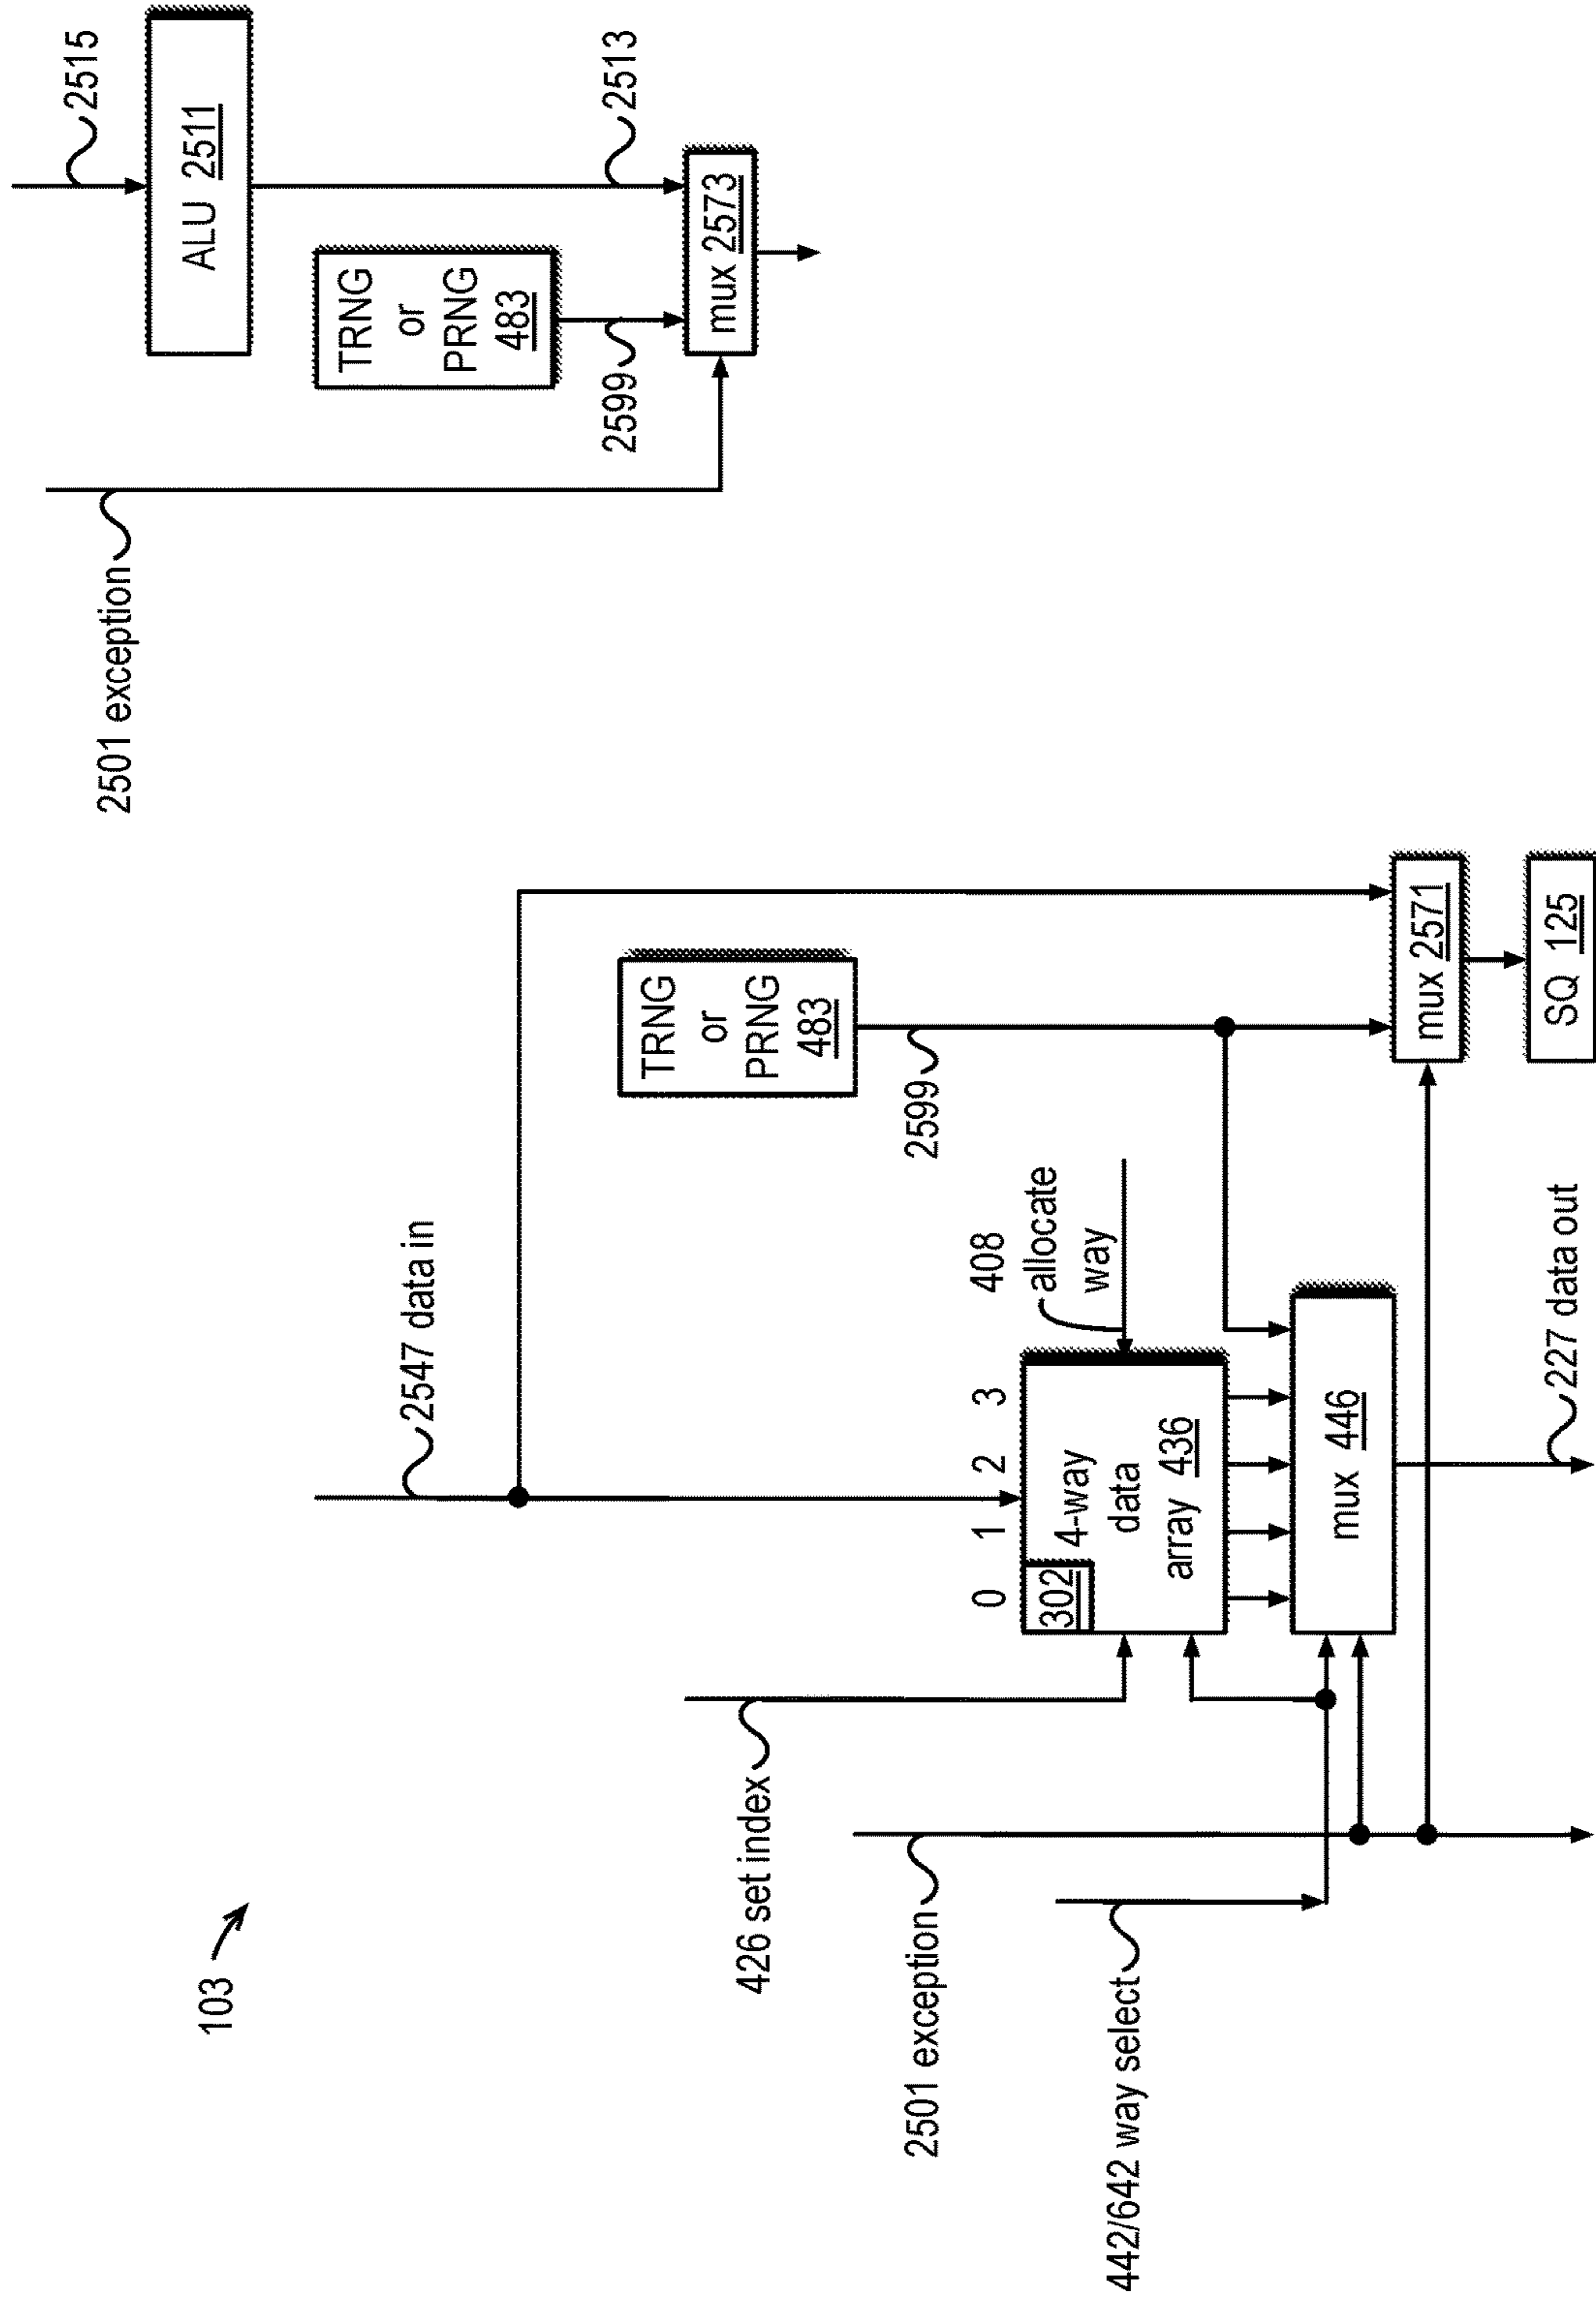 103
2547 data in
2501 exception
2515
ALU 2511
TRNG
or
PRNG
483
2599
2513
mux 2573
TRNG
or
PRNG
483
2599
426 set index
2501 exception
442/642 way select
408
allocate
way
0 1 2 3
302
4-way
data
array 436
mux 446
227 data out
mux 2571
SQ 125